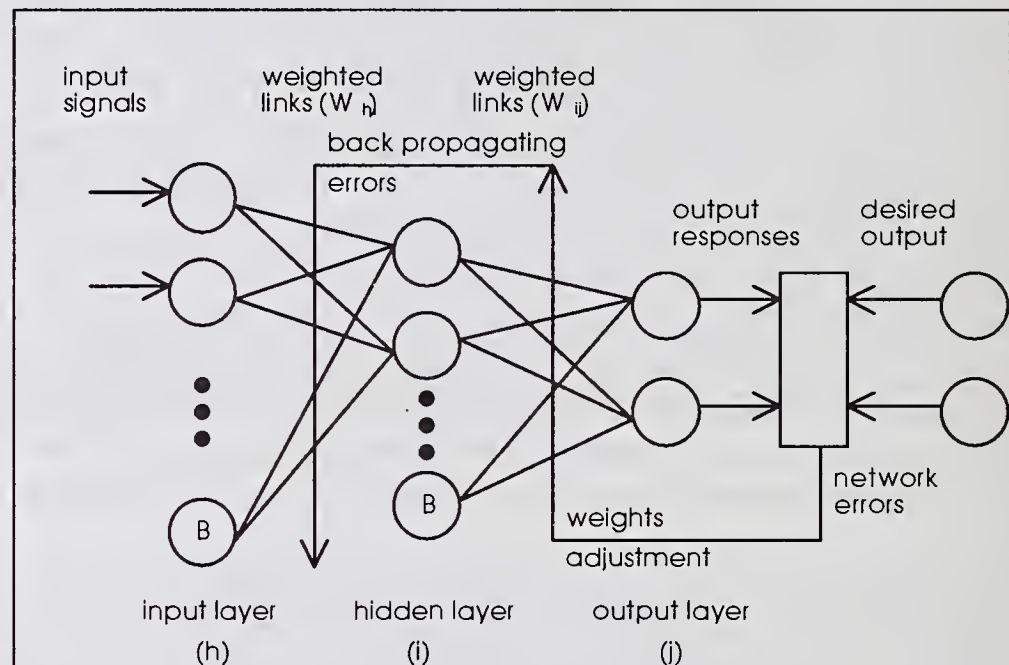 input
signals
weighted
links (W h)
weighted
links (W ij)
back propagating
errors
output
responses
desired
output
B
B
network
errors
weights
adjustment
input layer
(h)
hidden layer
(i)
output layer
(j)